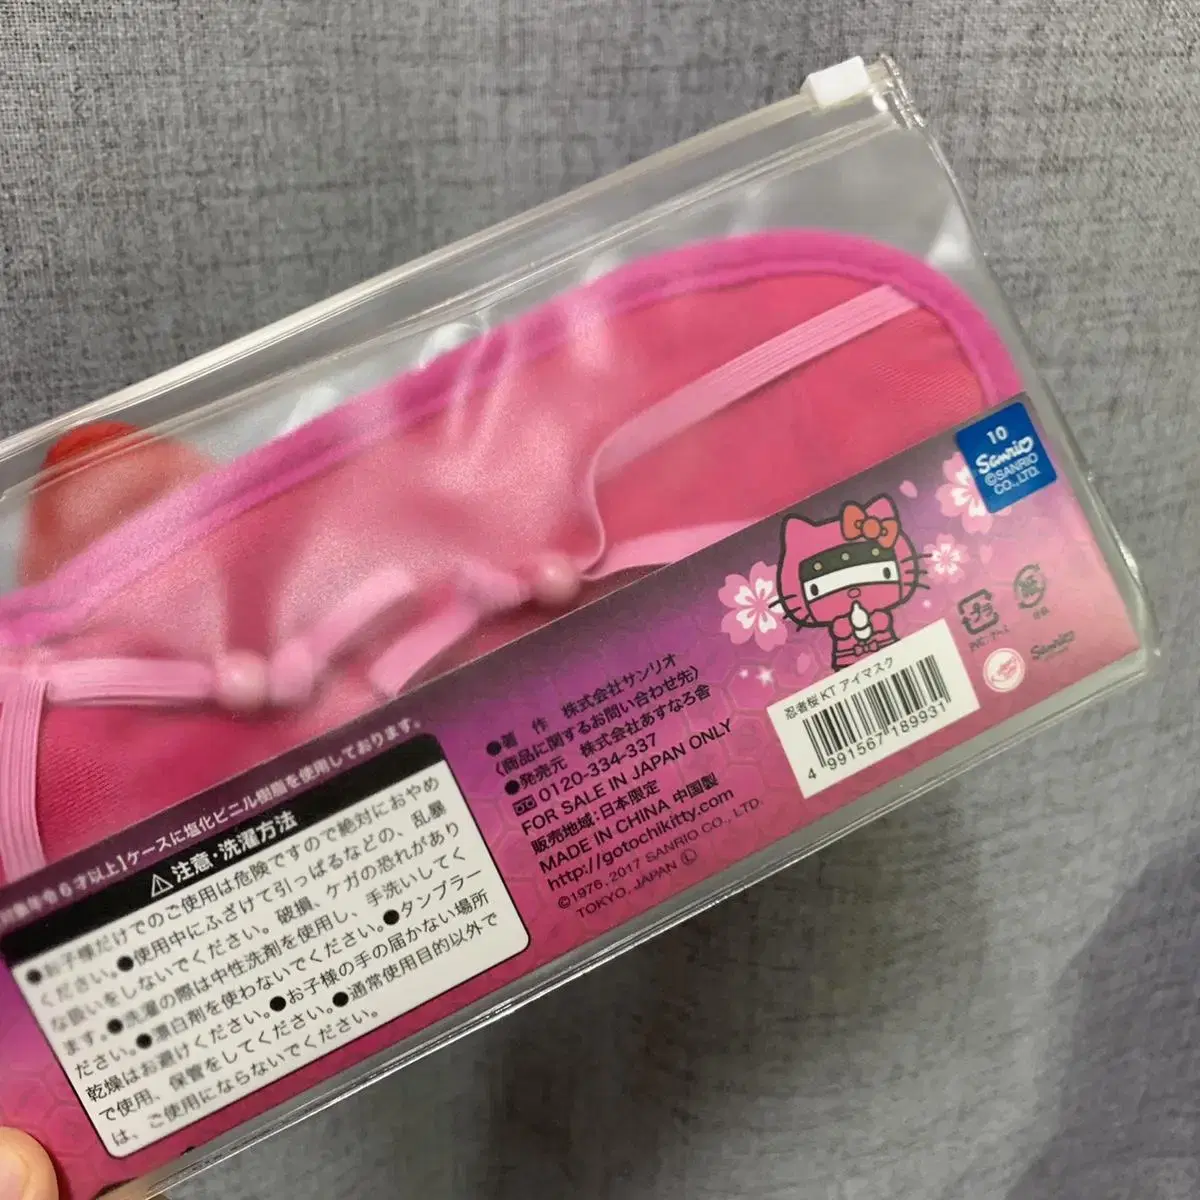 10
Sanrio
©SANRIO
CO.,LTD.
対象年令6才以上】ケースに塩化ビニル樹脂を使用しております。
⚠注意・洗濯方法
●お子様だけでのご使用は危険ですので絶対におやめ
ください。●使用中にふざけて引っぱるなどの、乱暴
な扱いをしないでください。破損、ケガの恐れがあり
ます。●洗濯の際は中性洗剤を使用し、手洗いしてく
ださい。●漂白剤を使わないでください。●タンブラー
乾燥はお避けください。●お子様の手の届かない場所
で使用、保管をしてください。●通常使用目的以外で
は、ご使用にならないでください。
●著 作 株式会社サンリオ
〈商品に関するお問い合わせ先〉
●発売元 株式会社あすなろ舎
0120-334-337
FOR SALE IN JAPAN ONLY
販売地域:日本限定
MADE IN CHINA 中国製
http://gotochikitty.com
©1976, 2017 SANRIO CO., LTD.
TOKYO, JAPAN Ⓛ
忍者桜KT アイマスク
4 991567 189931
プラ
紙
Sanrio